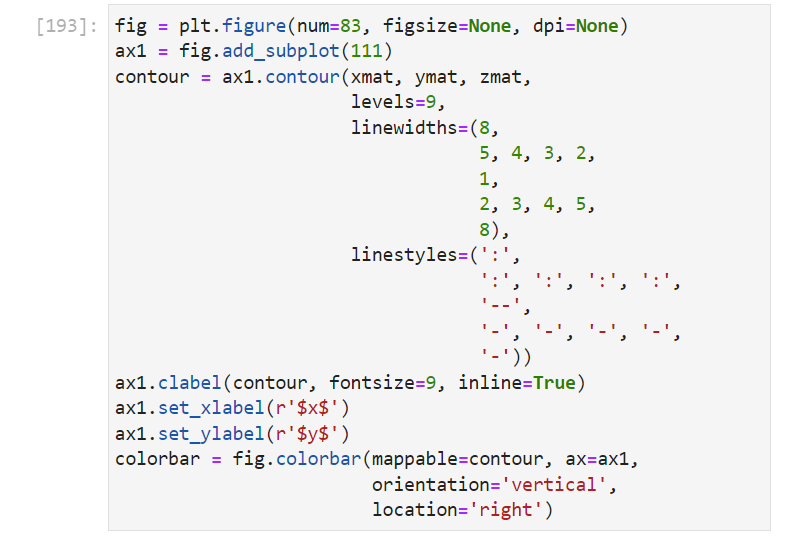 [193]: fig = plt.figure(num=83, figsize=None, dpi=None)
ax1 = fig.add_subplot(111)
contour = ax1.contour(xmat, ymat, zmat,
                      levels=9,
                      linewidths=(8,
                                  5, 4, 3, 2,
                                  1,
                                  2, 3, 4, 5,
                                  8),
                      linestyles=(':',
                                  ':', ':', ':', ':',
                                  '--',
                                  '-', '-', '-', '-',
                                  '-'))
ax1.clabel(contour, fontsize=9, inline=True)
ax1.set_xlabel(r'$x$')
ax1.set_ylabel(r'$y$')
colorbar = fig.colorbar(mappable=contour, ax=ax1,
                        orientation='vertical',
                        location='right')